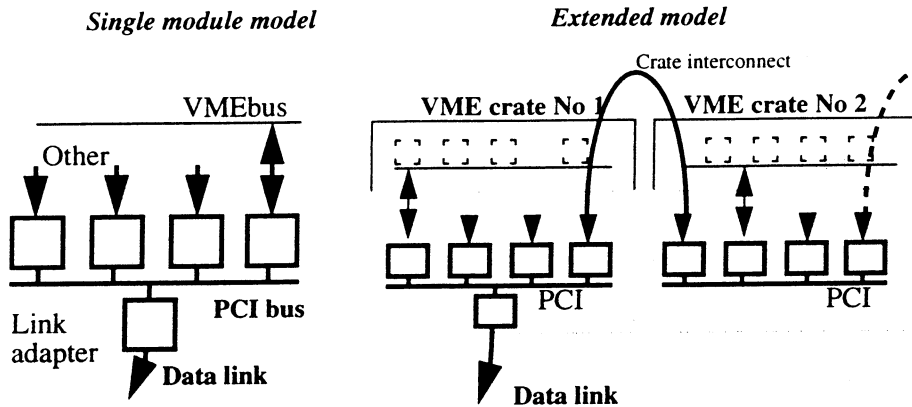 Single module model
VMEbus
Other
PCI bus
Link
adapter
Data link
Extended model
Crate interconnect
VME crate No 1
VME crate No 2
PCI
PCI
Data link